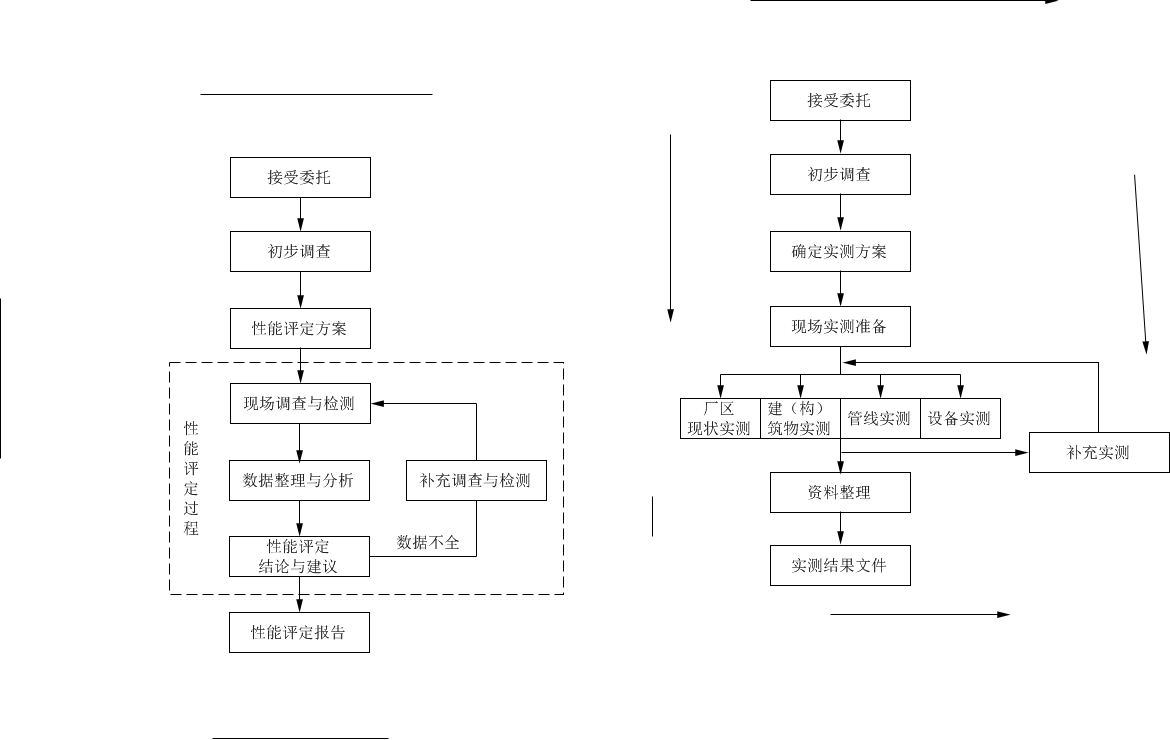 接受委托
初步调查
性能评定方案
性能评定过程
现场调查与检测
数据整理与分析
补充调查与检测
性能评定
结论与建议
数据不全
性能评定报告
接受委托
初步调查
确定实测方案
现场实测准备
厂区
现状实测
建（构）
筑物实测
管线实测
设备实测
补充实测
资料整理
实测结果文件